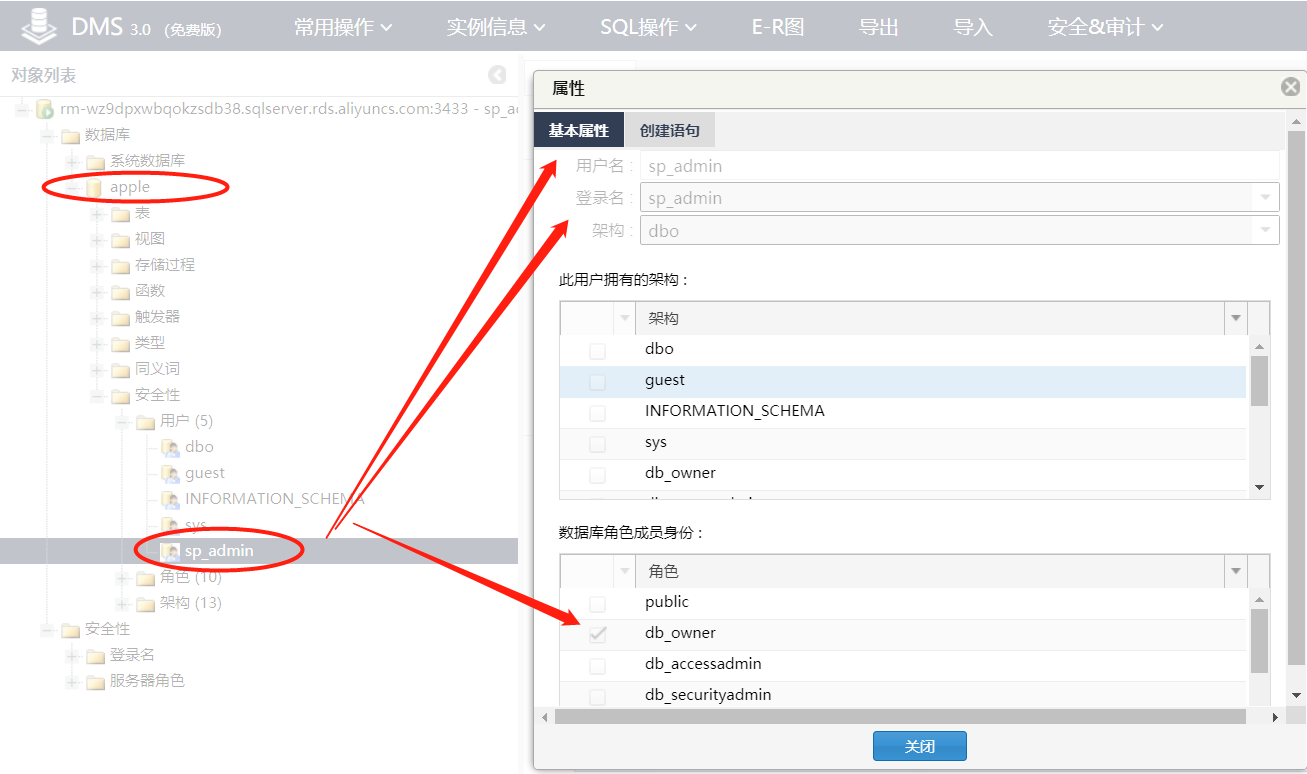 DMS 3.0 (免费版) 常用操作 实例信息 SQL操作 E-R图 导出 导入 安全&审计
对象列表
rm-wz9dpxwbqokzsdb38.sqlserver.rds.aliyuncs.com:3433 - sp_a
数据库
系统数据库
apple
表
视图
存储过程
函数
触发器
类型
同义词
安全性
用户 (5)
dbo
guest
INFORMATION_SCHEMA
sys
sp_admin
角色 (10)
架构 (13)
安全性
登录名
服务器角色
属性
基本属性 创建语句
用户名 : sp_admin
登录名 : sp_admin
架构 : dbo
此用户拥有的架构 :
架构
dbo
guest
INFORMATION_SCHEMA
sys
db_owner
数据库角色成员身份 :
角色
public
db_owner
db_accessadmin
db_securityadmin
关闭